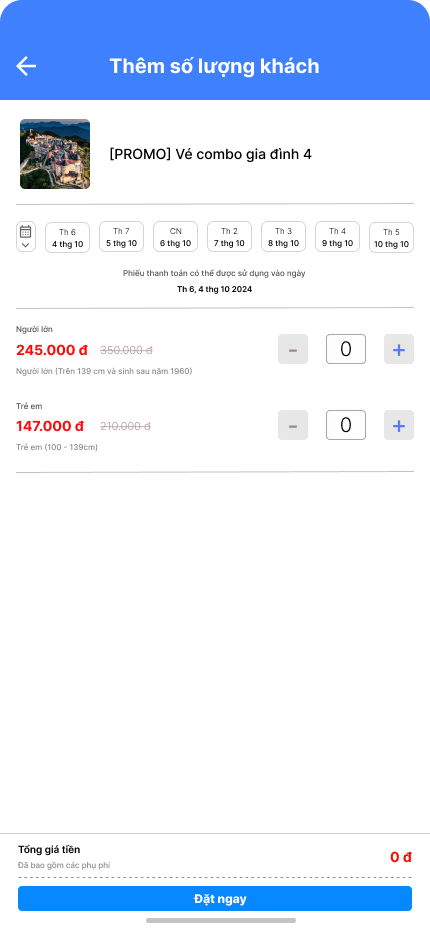 Thêm số lượng khách
[PROMO] Vé combo gia đình 4
Th 6 Th 7 CN Th 2 Th 3 Th 4 Th 5
4 thg 10 5 thg 10 6 thg 10 7 thg 10 8 thg 10 9 thg 10 10 thg 10
Phiếu thanh toán có thể được sử dụng vào ngày
Th 6, 4 thg 10 2024
Người lớn
245.000 đ 350.000 đ - 0 +
Người lớn (Trên 139 cm và sinh sau năm 1960)
Trẻ em
147.000 đ 210.000 đ - 0 +
Trẻ em (100 - 139cm)
Tổng giá tiền
0 đ
Đã bao gồm các phụ phí
Đặt ngay